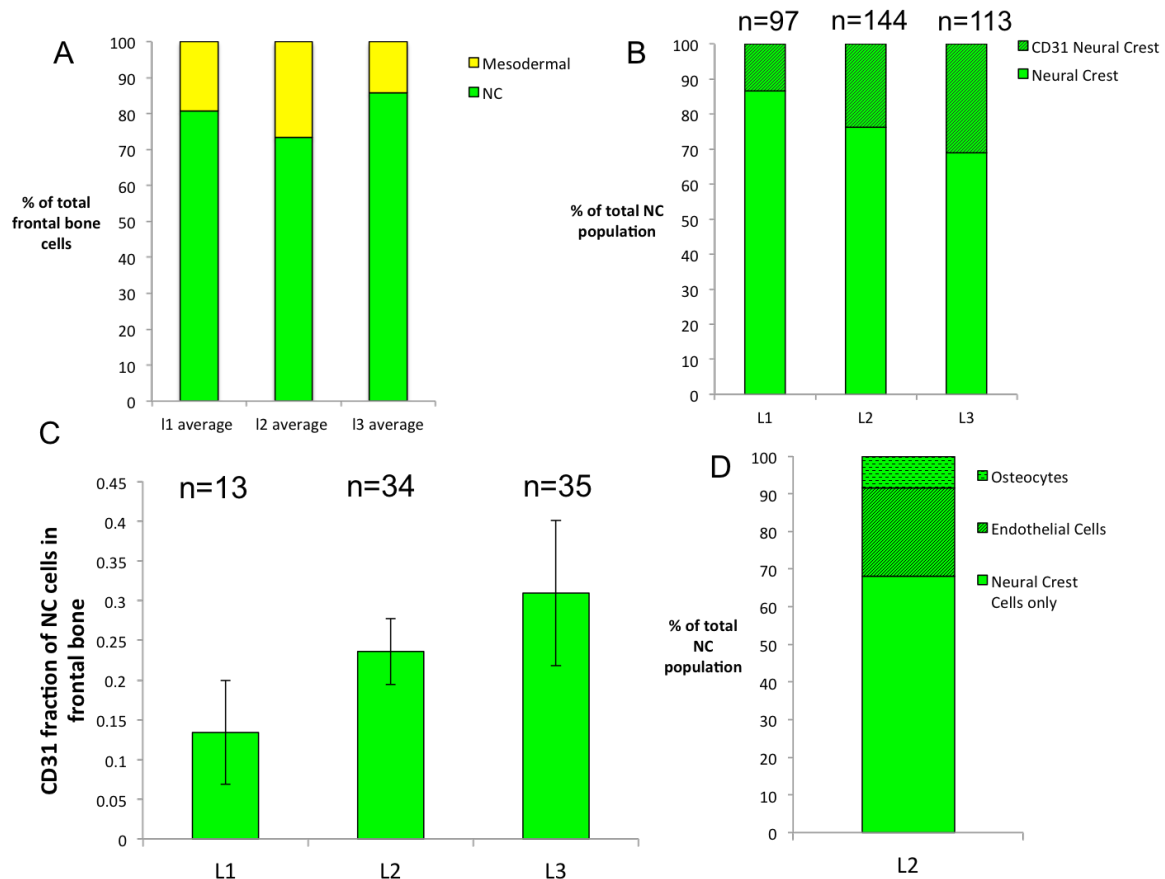 A
100
90
80
70
60
50
40
30
20
10
0
% of total
frontal bone
cells
l1 average
l2 average
l3 average
Mesodermal
NC
B
n=97
n=144
n=113
100
90
80
70
60
50
40
30
20
10
0
% of total NC
population
L1
L2
L3
CD31 Neural Crest
Neural Crest
C
n=13
n=34
n=35
0.45
0.4
0.35
0.3
0.25
0.2
0.15
0.1
0.05
0
CD31 fraction of NC cells in
frontal bone
L1
L2
L3
D
100
90
80
70
60
50
40
30
20
10
0
% of total
NC
population
L2
Osteocytes
Endothelial Cells
Neural Crest
Cells only